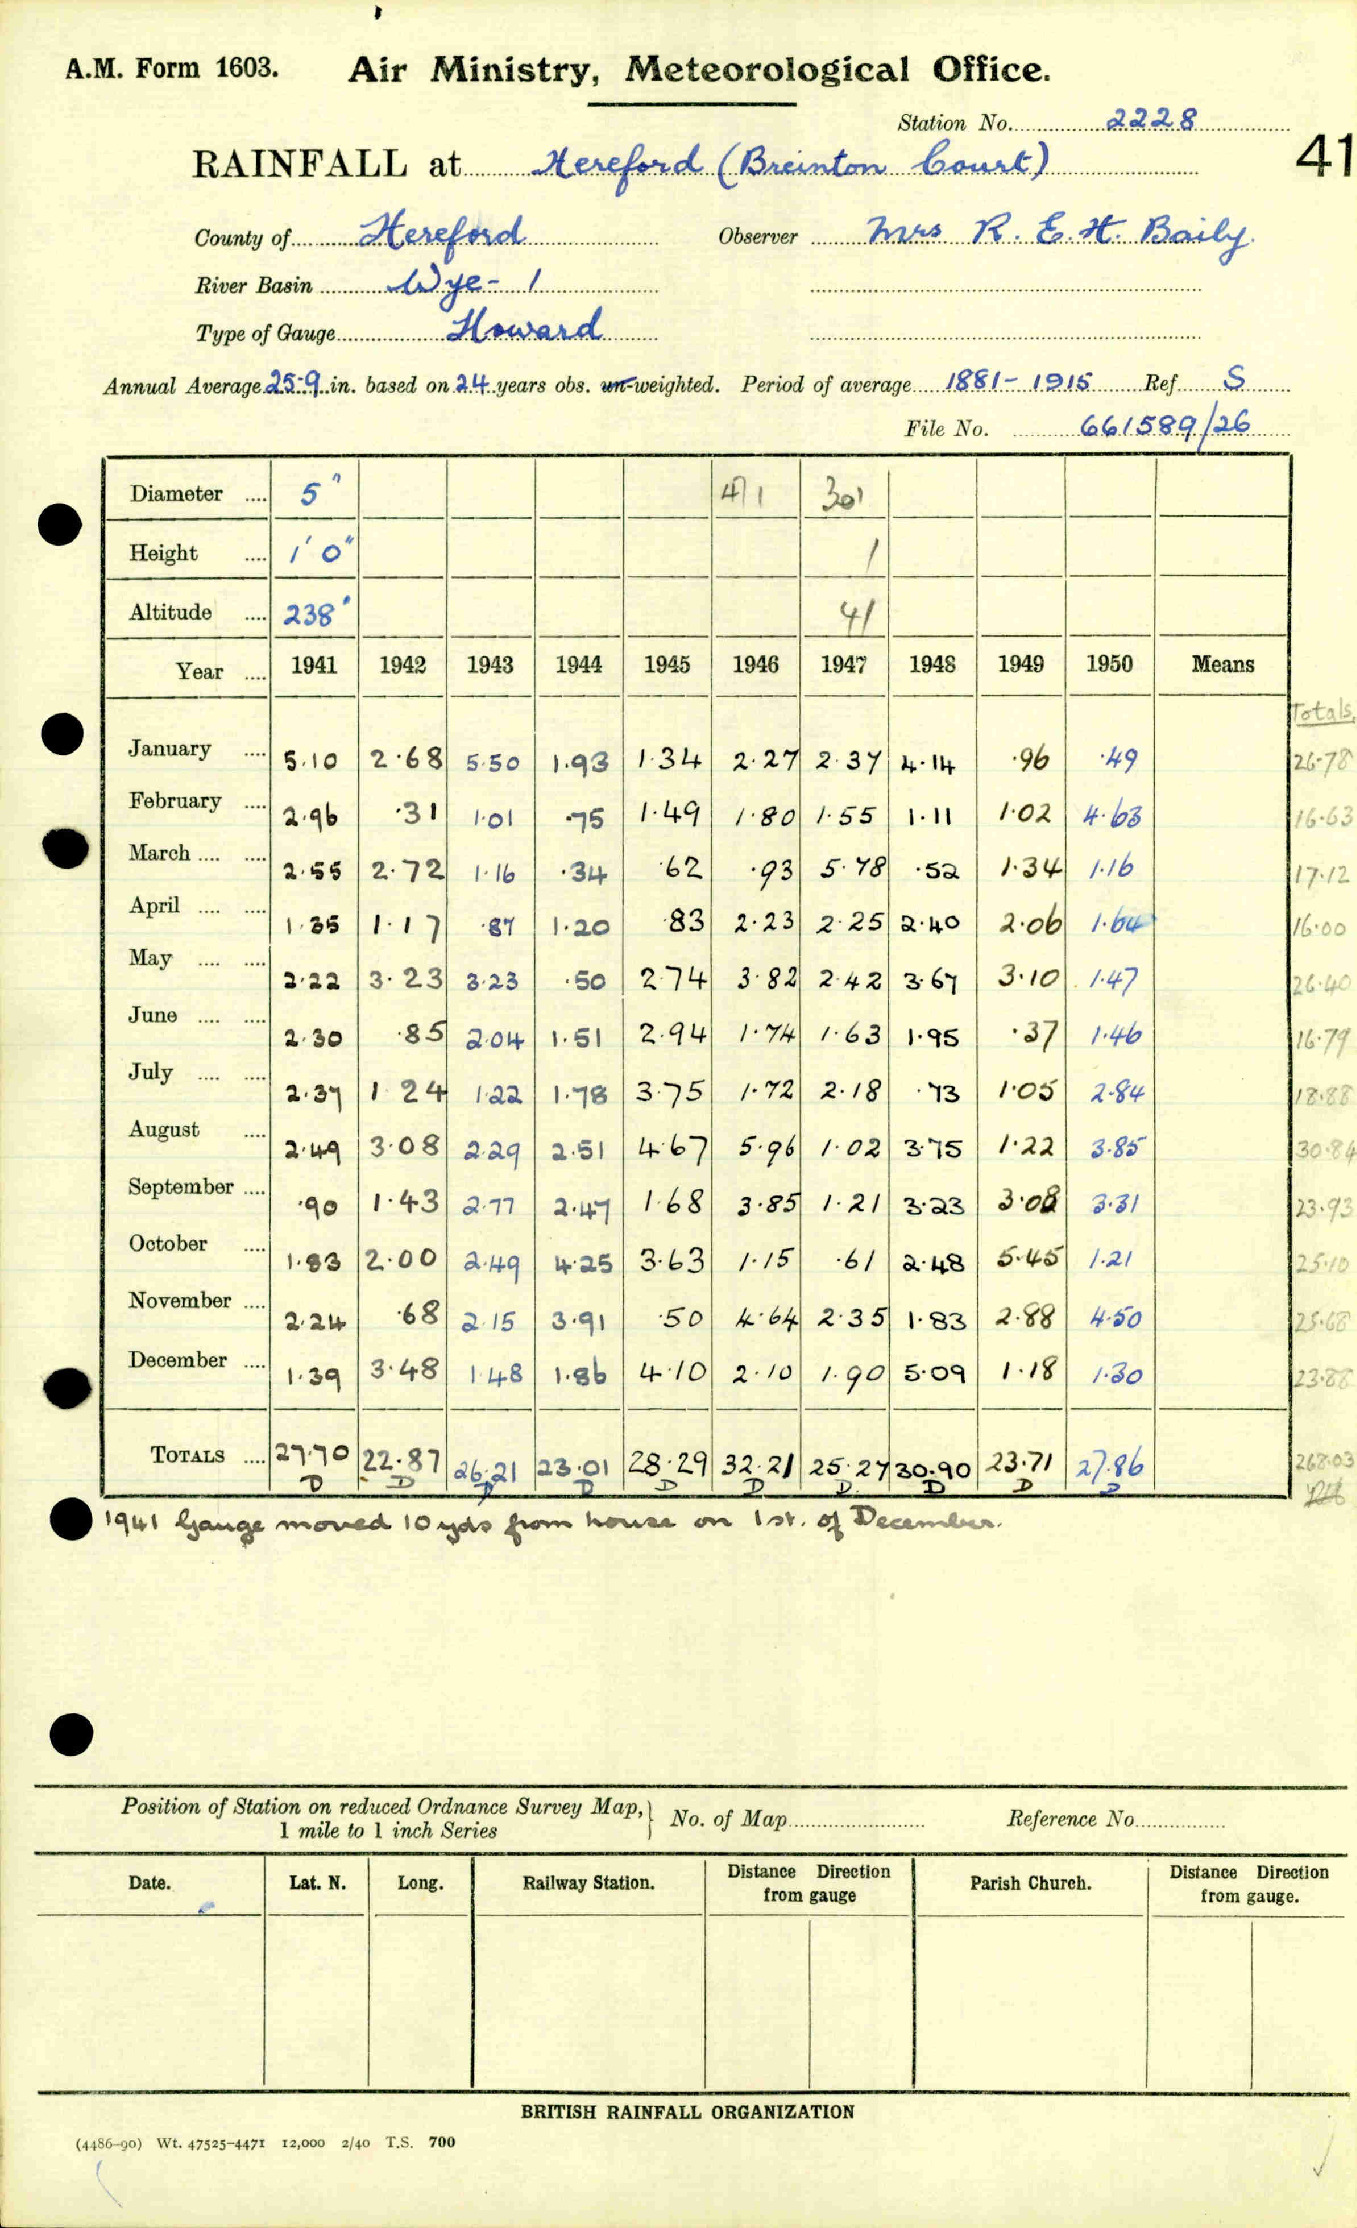 A.M. Form 1603. Air Ministry, Meteorological Office.
Station No. 2228
RAINFALL at Hereford (Breinton Court) 41
County of Hereford Observer Mrs R. E. H. Baily.
River Basin Wye - 1
Type of Gauge Howard
Annual Average 25.9 in. based on 24 years obs. un-weighted. Period of average 1881 - 1915 Ref. S
File No. 661589/26
Diameter .... 5" 41 301
Height .... 1' 0" 1
Altitude .... 238' 41
Year .... 1941 1942 1943 1944 1945 1946 1947 1948 1949 1950 Means
Totals.
January .... 5.10 2.68 5.50 1.93 1.34 2.27 2.37 4.14 .96 .49 26.78
February .... 2.96 .31 1.01 .75 1.49 1.80 1.55 1.11 1.02 4.63 16.63
March .... .... 2.55 2.72 1.16 .34 .62 .93 5.78 .52 1.34 1.16 17.12
April .... .... 1.35 1.17 .87 1.20 .83 2.23 2.25 2.40 2.06 1.64 16.00
May .... .... 2.22 3.23 3.23 .50 2.74 3.82 2.42 3.67 3.10 1.47 26.40
June .... .... 2.30 .85 2.04 1.51 2.94 1.74 1.63 1.95 .37 1.46 16.79
July .... .... 2.37 1 24 1.22 1.78 3.75 1.72 2.18 .73 1.05 2.84 18.88
August .... 2.49 3.08 2.29 2.51 4.67 5.96 1.02 3.75 1.22 3.85 30.84
September .... .90 1.43 2.77 2.47 1.68 3.85 1.21 3.23 3.08 3.31 23.93
October .... 1.83 2.00 2.49 4.25 3.63 1.15 .61 2.48 5.45 1.21 25.10
November .... 2.24 .68 2.15 3.91 .50 4.64 2.35 1.83 2.88 4.50 25.68
December .... 1.39 3.48 1.48 1.86 4.10 2.10 1.90 5.09 1.18 1.30 23.88
TOTALS .... 27.70 22.87 26.21 23.01 28.29 32.21 25.27 30.90 23.71 27.86 268.03
D D D D D D D D D D
1941 Gauge moved 10 yds from house on 1st. of December.
Position of Station on reduced Ordnance Survey Map, } No. of Map Reference No.
1 mile to 1 inch Series
Date. Lat. N. Long. Railway Station. Distance Direction from gauge Parish Church. Distance Direction from gauge.
BRITISH RAINFALL ORGANIZATION
(4486-90) Wt. 47525-4471 12,000 2/40 T.S. 700